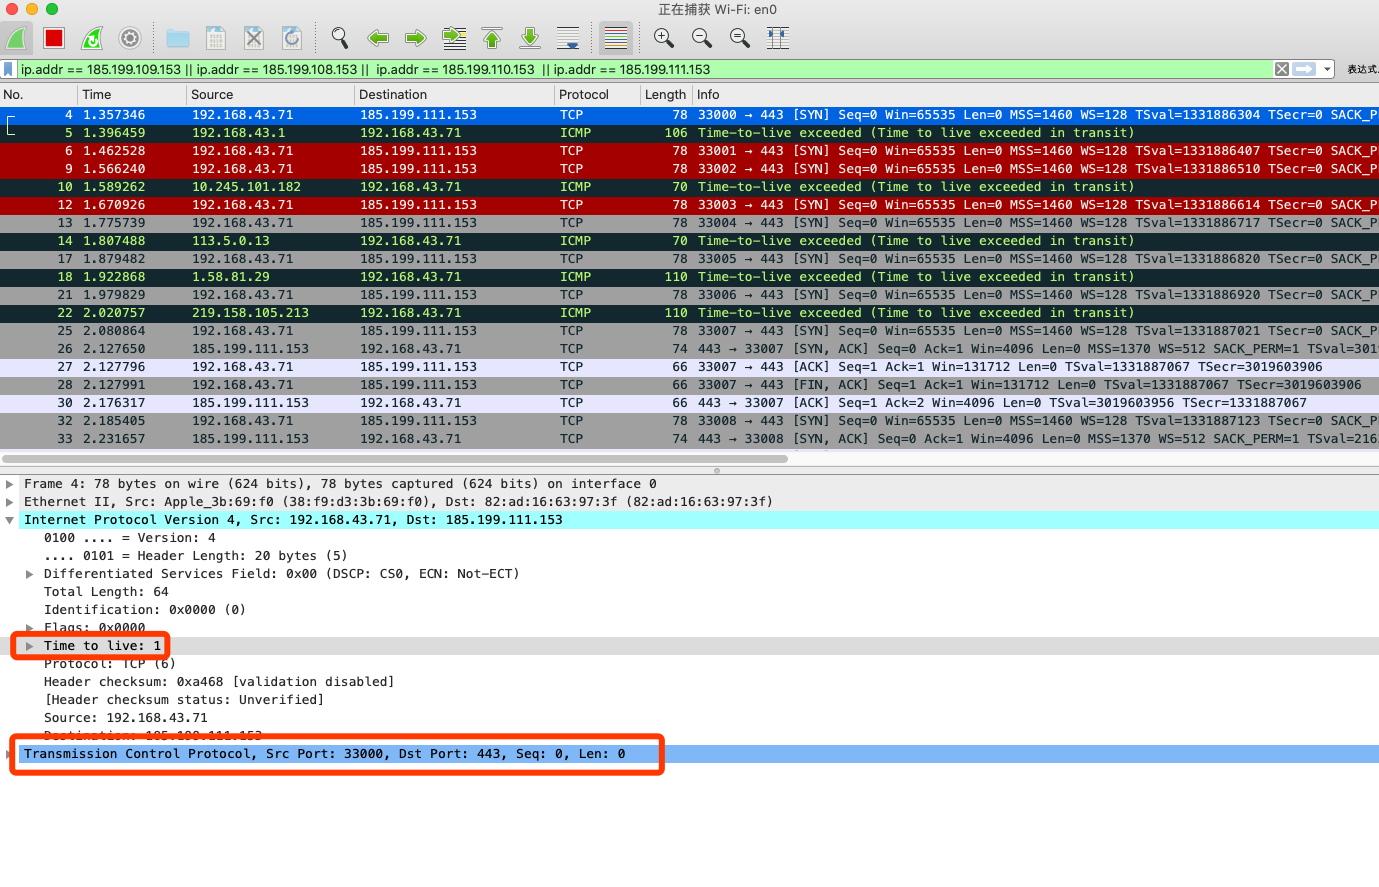 正在捕获 Wi-Fi: en0
ip.addr == 185.199.109.153 || ip.addr == 185.199.108.153 || ip.addr == 185.199.110.153 || ip.addr == 185.199.111.153 表达式
No. Time Source Destination Protocol Length Info
4 1.357346 192.168.43.71 185.199.111.153 TCP 78 33000 → 443 [SYN] Seq=0 Win=65535 Len=0 MSS=1460 WS=128 TSval=1331886304 TSecr=0 SACK_P
5 1.396459 192.168.43.1 192.168.43.71 ICMP 106 Time-to-live exceeded (Time to live exceeded in transit)
6 1.462528 192.168.43.71 185.199.111.153 TCP 78 33001 → 443 [SYN] Seq=0 Win=65535 Len=0 MSS=1460 WS=128 TSval=1331886407 TSecr=0 SACK_P
9 1.566240 192.168.43.71 185.199.111.153 TCP 78 33002 → 443 [SYN] Seq=0 Win=65535 Len=0 MSS=1460 WS=128 TSval=1331886510 TSecr=0 SACK_P
10 1.589262 10.245.101.182 192.168.43.71 ICMP 70 Time-to-live exceeded (Time to live exceeded in transit)
12 1.670926 192.168.43.71 185.199.111.153 TCP 78 33003 → 443 [SYN] Seq=0 Win=65535 Len=0 MSS=1460 WS=128 TSval=1331886614 TSecr=0 SACK_P
13 1.775739 192.168.43.71 185.199.111.153 TCP 78 33004 → 443 [SYN] Seq=0 Win=65535 Len=0 MSS=1460 WS=128 TSval=1331886717 TSecr=0 SACK_P
14 1.807488 113.5.0.13 192.168.43.71 ICMP 70 Time-to-live exceeded (Time to live exceeded in transit)
17 1.879482 192.168.43.71 185.199.111.153 TCP 78 33005 → 443 [SYN] Seq=0 Win=65535 Len=0 MSS=1460 WS=128 TSval=1331886820 TSecr=0 SACK_P
18 1.922868 1.58.81.29 192.168.43.71 ICMP 110 Time-to-live exceeded (Time to live exceeded in transit)
21 1.979829 192.168.43.71 185.199.111.153 TCP 78 33006 → 443 [SYN] Seq=0 Win=65535 Len=0 MSS=1460 WS=128 TSval=1331886920 TSecr=0 SACK_P
22 2.020757 219.158.105.213 192.168.43.71 ICMP 110 Time-to-live exceeded (Time to live exceeded in transit)
25 2.080864 192.168.43.71 185.199.111.153 TCP 78 33007 → 443 [SYN] Seq=0 Win=65535 Len=0 MSS=1460 WS=128 TSval=1331887021 TSecr=0 SACK_P
26 2.127650 185.199.111.153 192.168.43.71 TCP 74 443 → 33007 [SYN, ACK] Seq=0 Ack=1 Win=4096 Len=0 MSS=1370 WS=512 SACK_PERM=1 TSval=3019
27 2.127796 192.168.43.71 185.199.111.153 TCP 66 33007 → 443 [ACK] Seq=1 Ack=1 Win=131712 Len=0 TSval=1331887067 TSecr=3019603906
28 2.127991 192.168.43.71 185.199.111.153 TCP 66 33007 → 443 [FIN, ACK] Seq=1 Ack=1 Win=131712 Len=0 TSval=1331887067 TSecr=3019603906
30 2.176317 185.199.111.153 192.168.43.71 TCP 66 443 → 33007 [ACK] Seq=1 Ack=2 Win=4096 Len=0 TSval=3019603956 TSecr=1331887067
32 2.185405 192.168.43.71 185.199.111.153 TCP 78 33008 → 443 [SYN] Seq=0 Win=65535 Len=0 MSS=1460 WS=128 TSval=1331887123 TSecr=0 SACK_P
33 2.231657 185.199.111.153 192.168.43.71 TCP 74 443 → 33008 [SYN, ACK] Seq=0 Ack=1 Win=4096 Len=0 MSS=1370 WS=512 SACK_PERM=1 TSval=216
Frame 4: 78 bytes on wire (624 bits), 78 bytes captured (624 bits) on interface 0
Ethernet II, Src: Apple_3b:69:f0 (38:f9:d3:3b:69:f0), Dst: 82:ad:16:63:97:3f (82:ad:16:63:97:3f)
Internet Protocol Version 4, Src: 192.168.43.71, Dst: 185.199.111.153
0100 .... = Version: 4
.... 0101 = Header Length: 20 bytes (5)
Differentiated Services Field: 0x00 (DSCP: CS0, ECN: Not-ECT)
Total Length: 64
Identification: 0x0000 (0)
Flags: 0x0000
Time to live: 1
Protocol: TCP (6)
Header checksum: 0xa468 [validation disabled]
[Header checksum status: Unverified]
Source: 192.168.43.71
Destination: 185.199.111.153
Transmission Control Protocol, Src Port: 33000, Dst Port: 443, Seq: 0, Len: 0